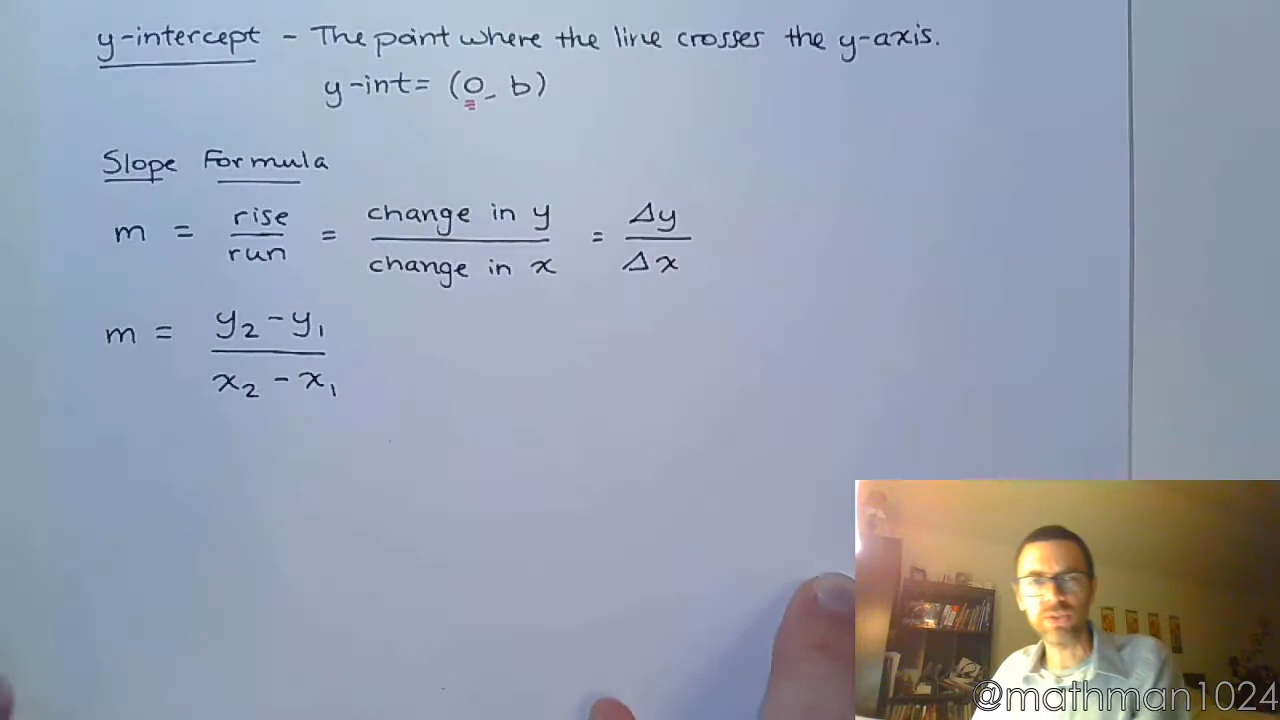 y-intercept - The point where the line crosses the y-axis.
y-int = (0, b)
Slope Formula
m = rise/run = change in y/change in x = Δy/Δx
m = y₂ - y₁/x₂ - x₁
@mathman1024